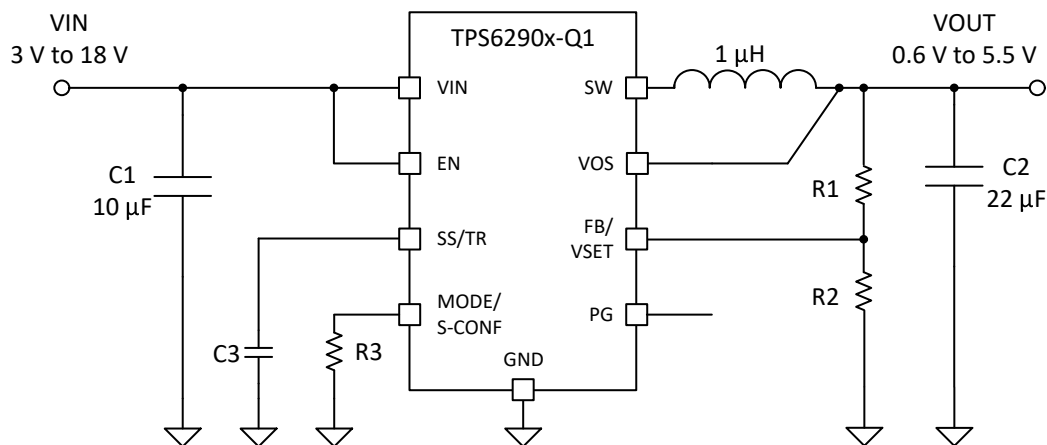 VIN
3 V to 18 V
TPS6290x-Q1
VOUT
0.6 V to 5.5 V
1 µH
VIN
SW
EN
VOS
C1
10 µF
R1
C2
22 µF
SS/TR
FB/
VSET
R2
MODE/
S-CONF
PG
C3
R3
GND